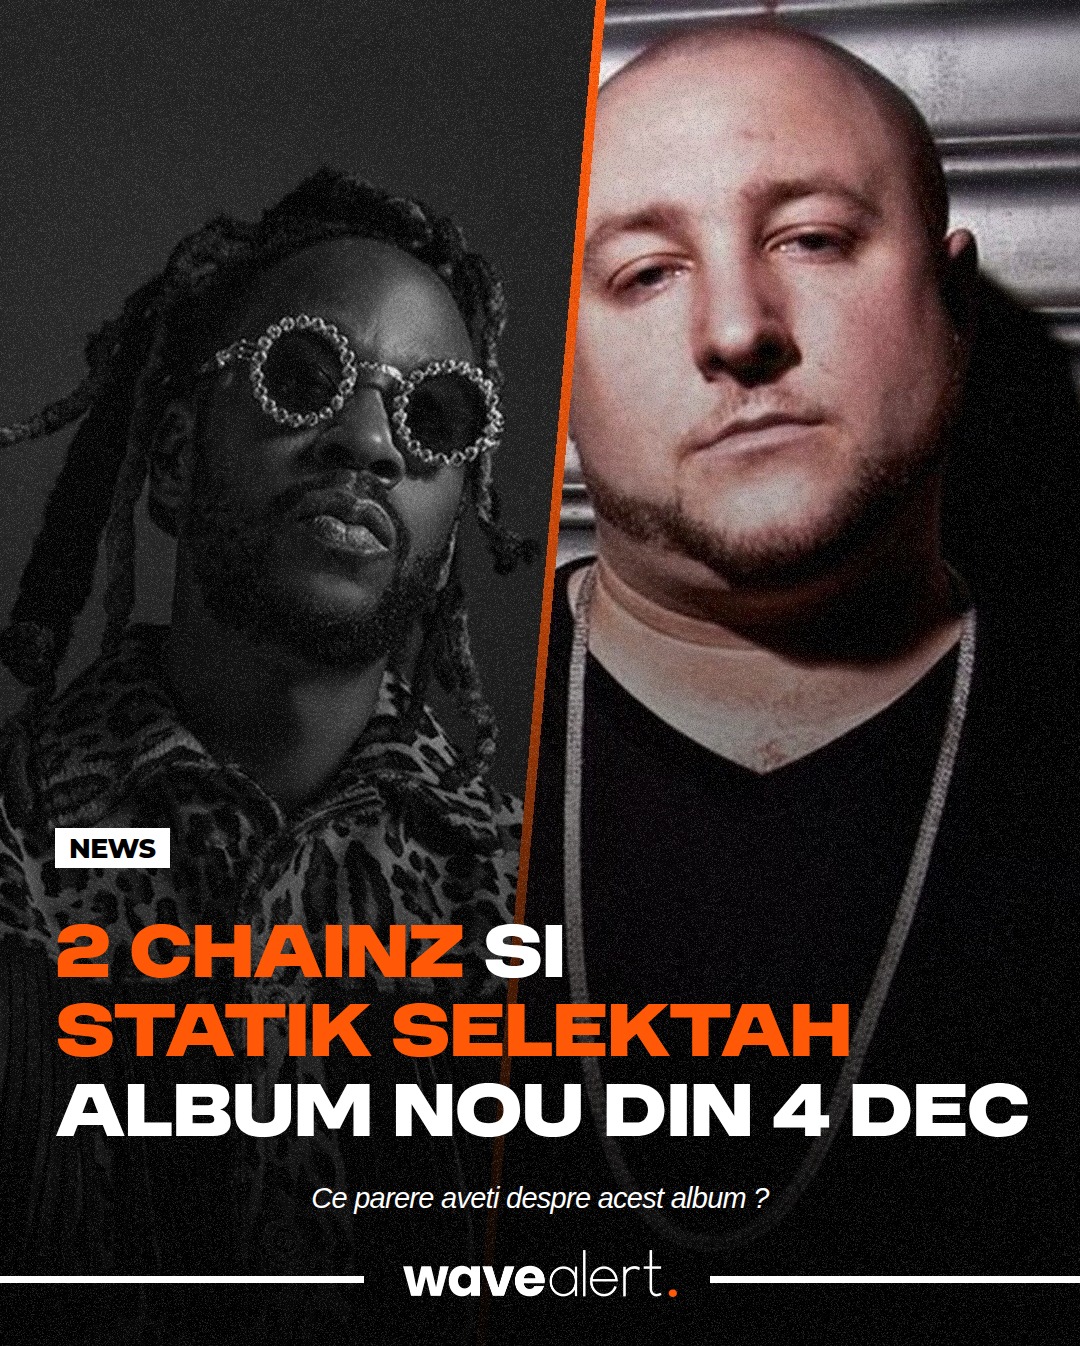 NEWS
2 CHAINZ SI
STATIK SELEKTAH
ALBUM NOU DIN 4 DEC
Ce parere aveti despre acest album ?
wavealert.